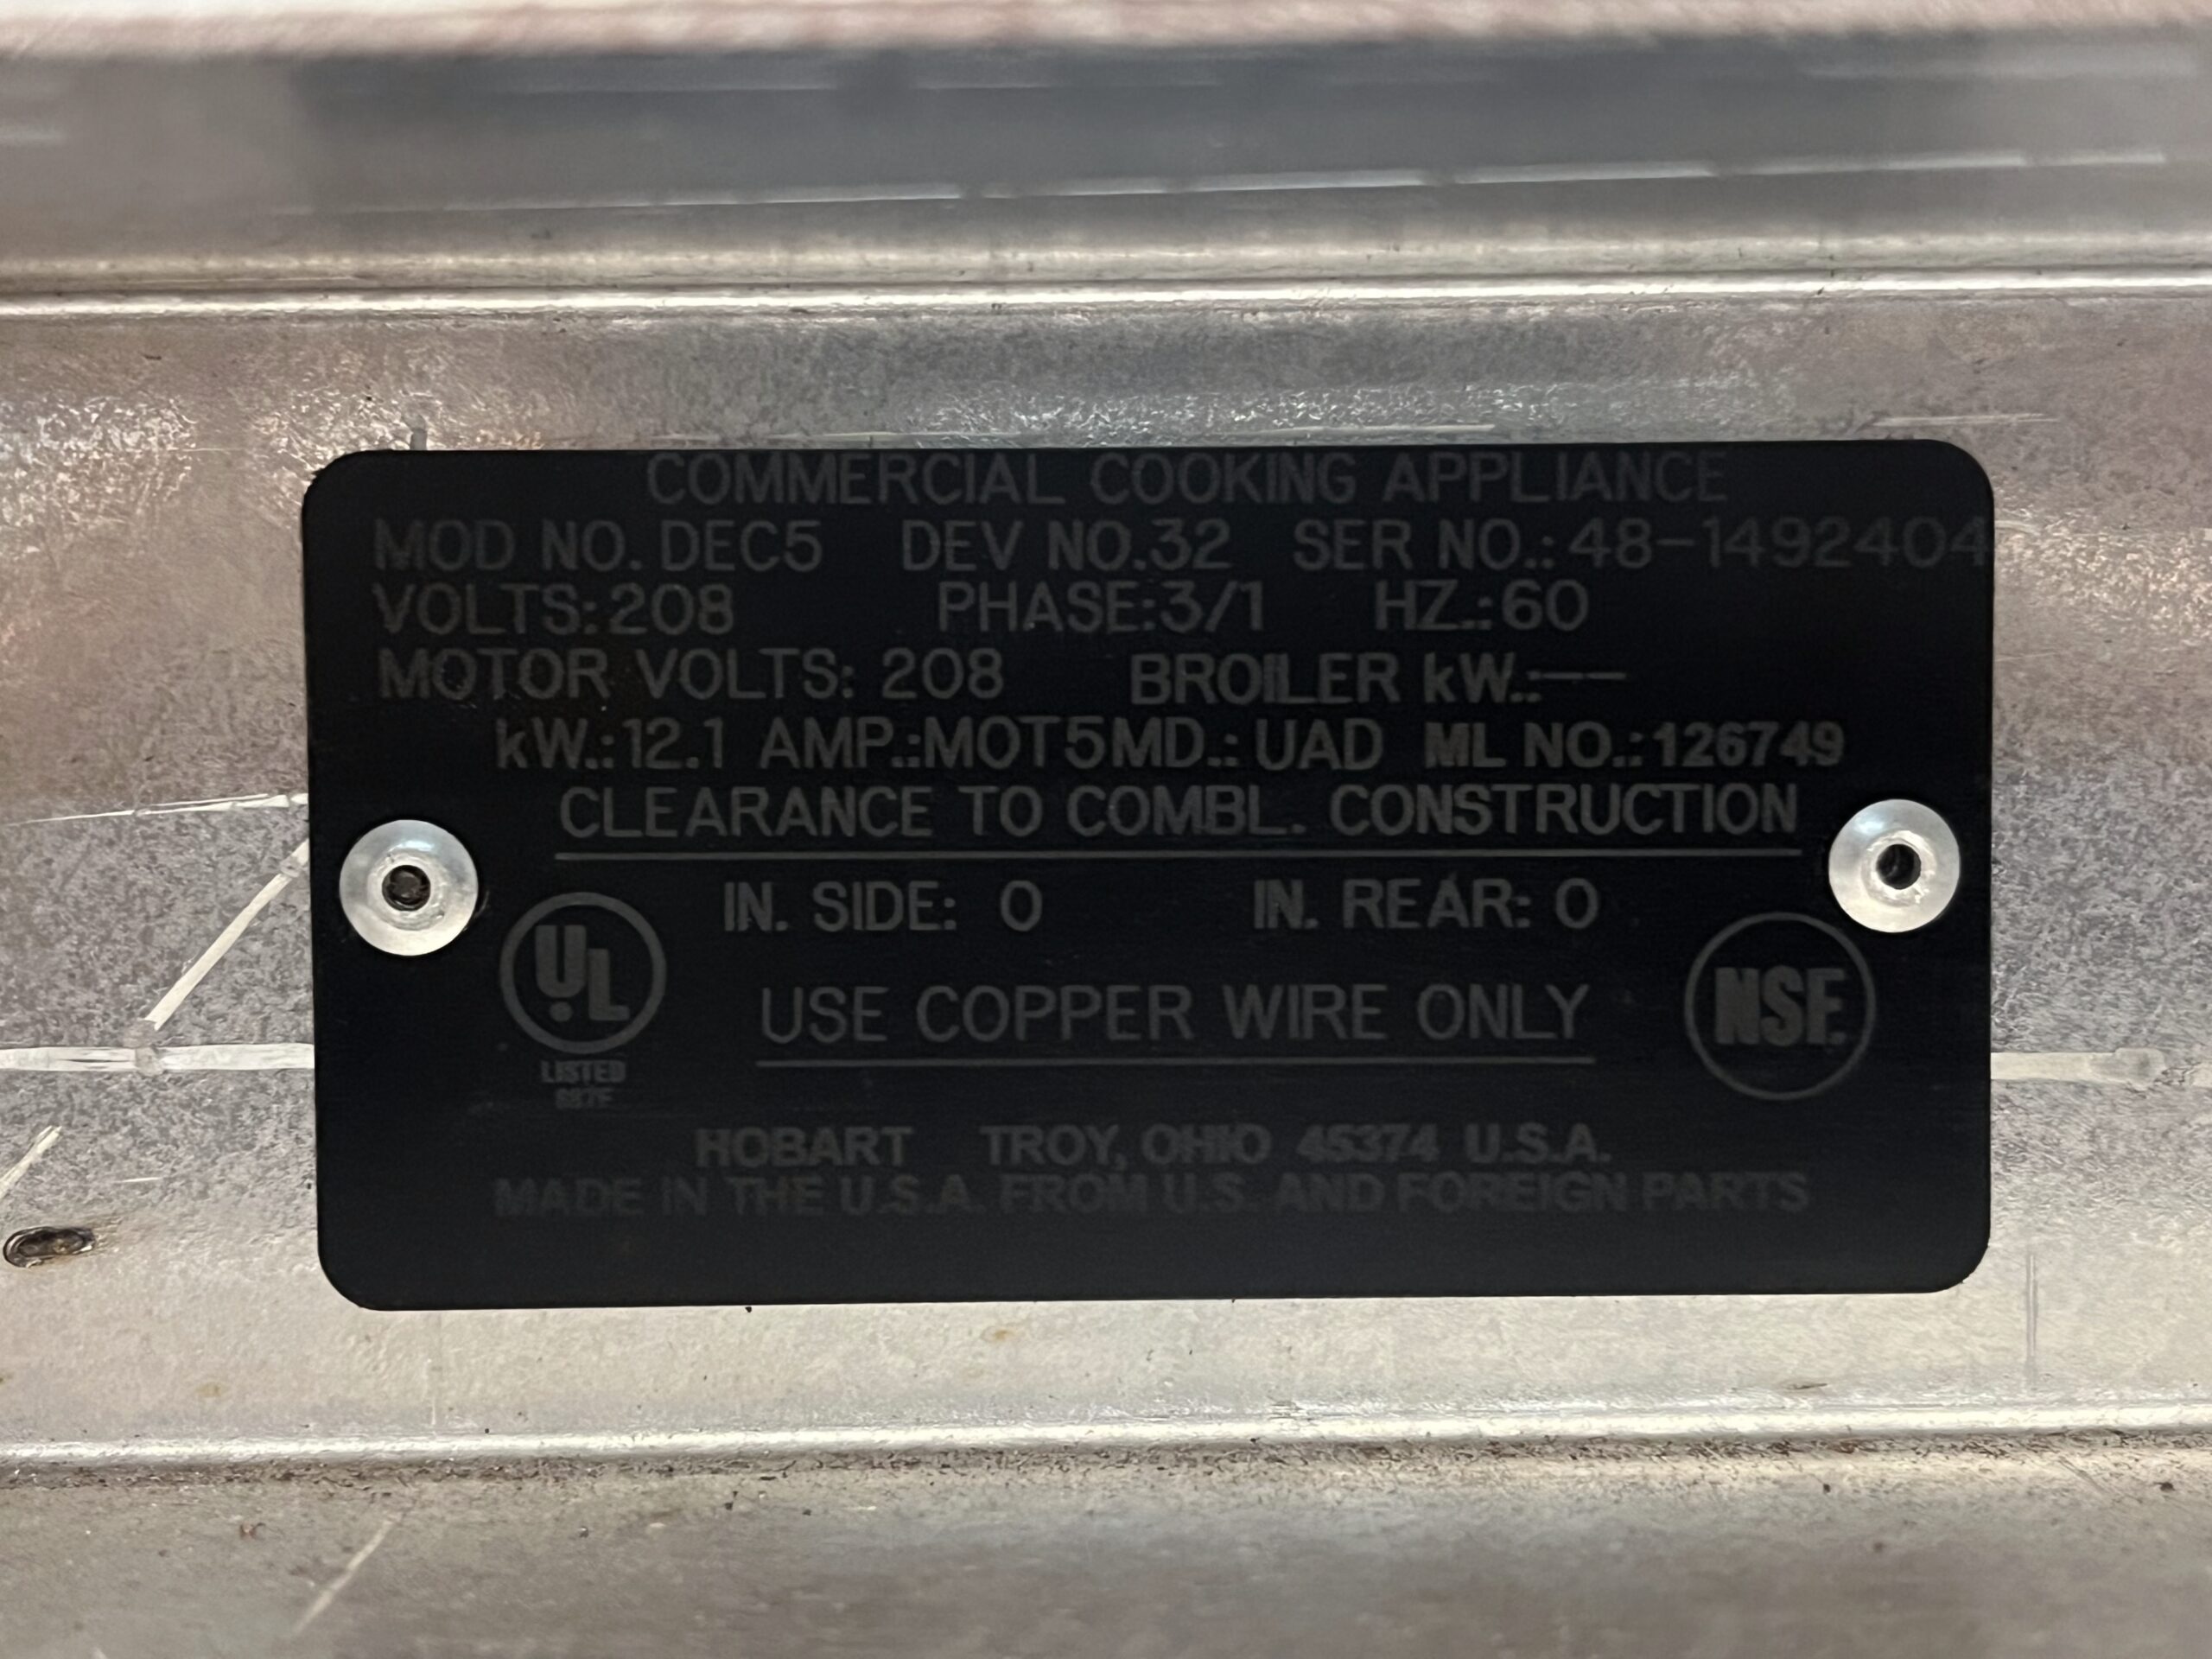 COMMERCIAL COOKING APPLIANCE
MOD NO. DEC5 DEV NO.32 SER NO.: 48-1492404
VOLTS: 208 PHASE:3/1 HZ.:60
MOTOR VOLTS: 208 BROILER kW.:--
kW.:12.1 AMP.:MOT5MD.: UAD ML NO.:126749
CLEARANCE TO COMBL. CONSTRUCTION
IN. SIDE: 0 IN. REAR: 0
UL
NSF.
USE COPPER WIRE ONLY
LISTED
HOBART TROY, OHIO 45374 U.S.A.
MADE IN THE U.S.A. FROM U.S. AND FOREIGN PARTS